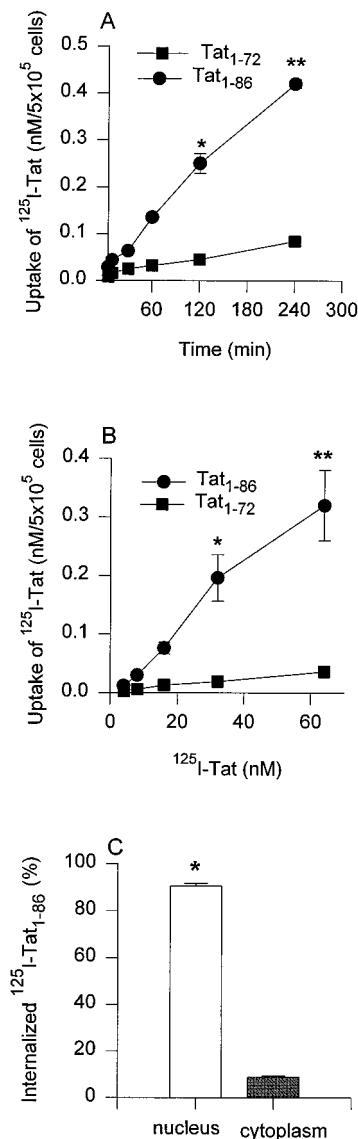 A
Uptake of ¹²⁵I-Tat (nM/5x10⁵ cells)
0.5
0.4
0.3
0.2
0.1
0.0
Tat₁₋₇₂
Tat₁₋₈₆
*
**
60 120 180 240 300
Time (min)
B
Uptake of ¹²⁵I-Tat (nM/5x10⁵ cells)
0.4
0.3
0.2
0.1
0.0
Tat₁₋₈₆
Tat₁₋₇₂
*
**
0 20 40 60
¹²⁵I-Tat (nM)
C
Internalized ¹²⁵I-Tat₁₋₈₆ (%)
100
80
60
40
20
0
*
nucleus cytoplasm